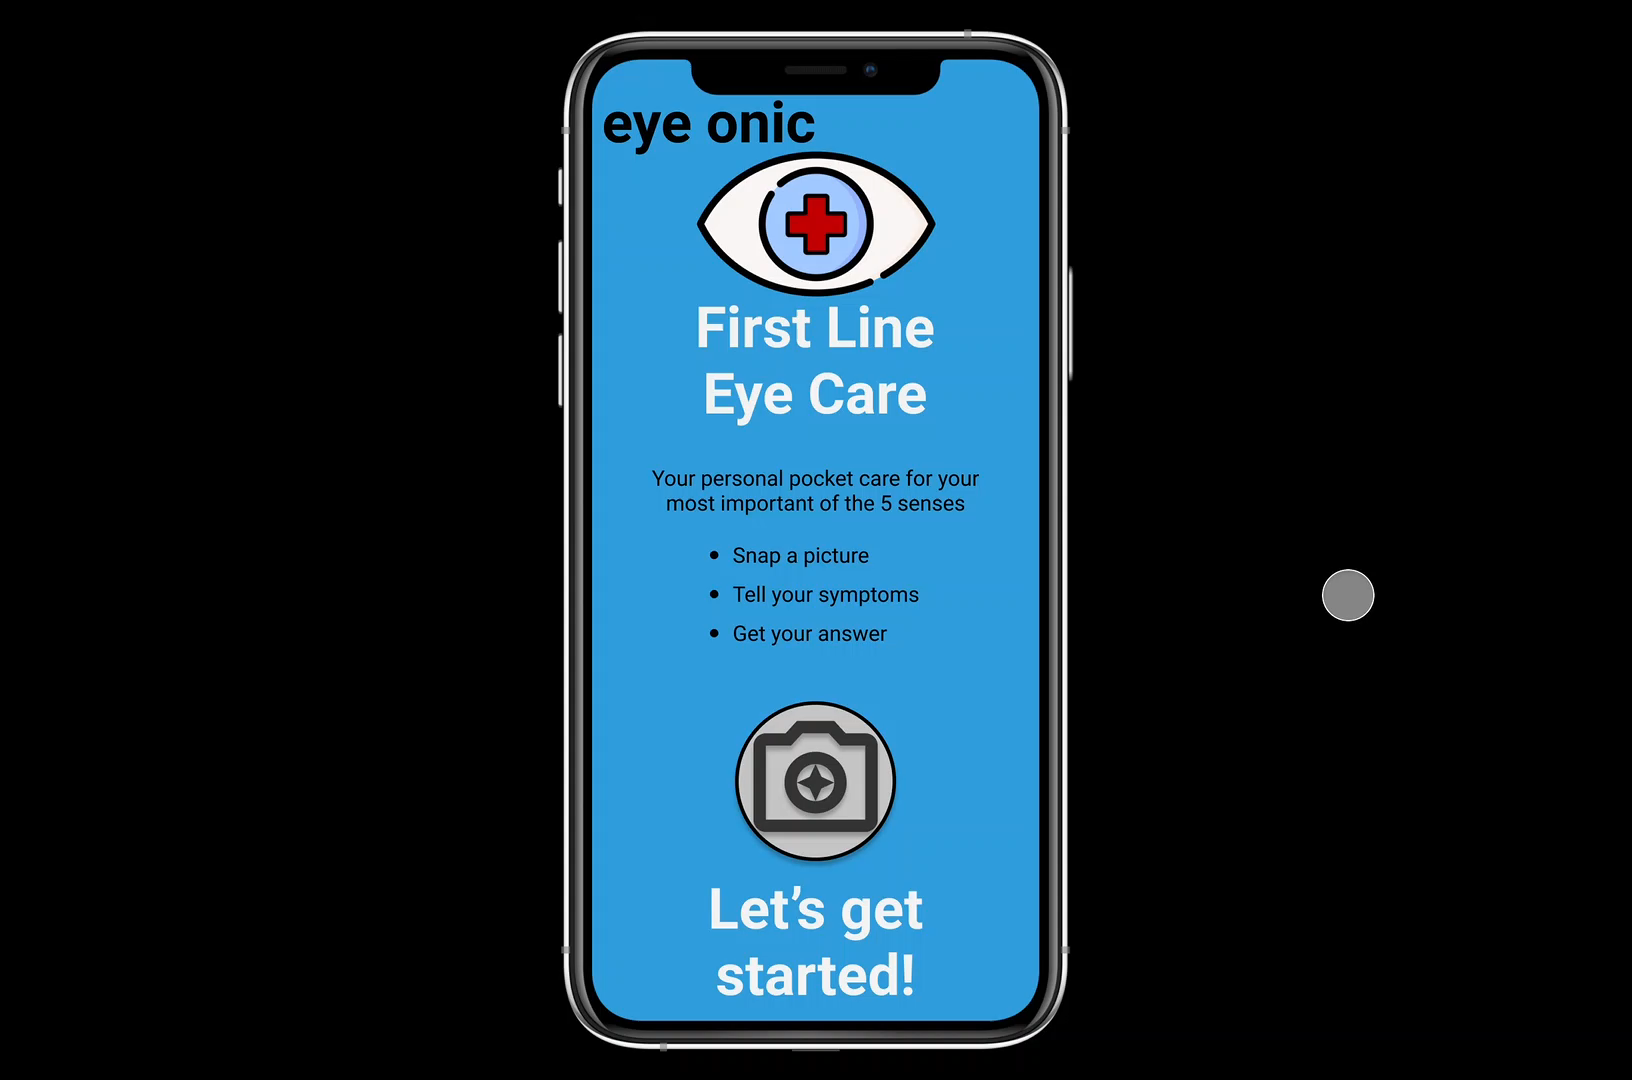 eye onic
First Line
Eye Care
Your personal pocket care for your
most important of the 5 senses
Snap a picture
Tell your symptoms
Get your answer
Let’s get
started!